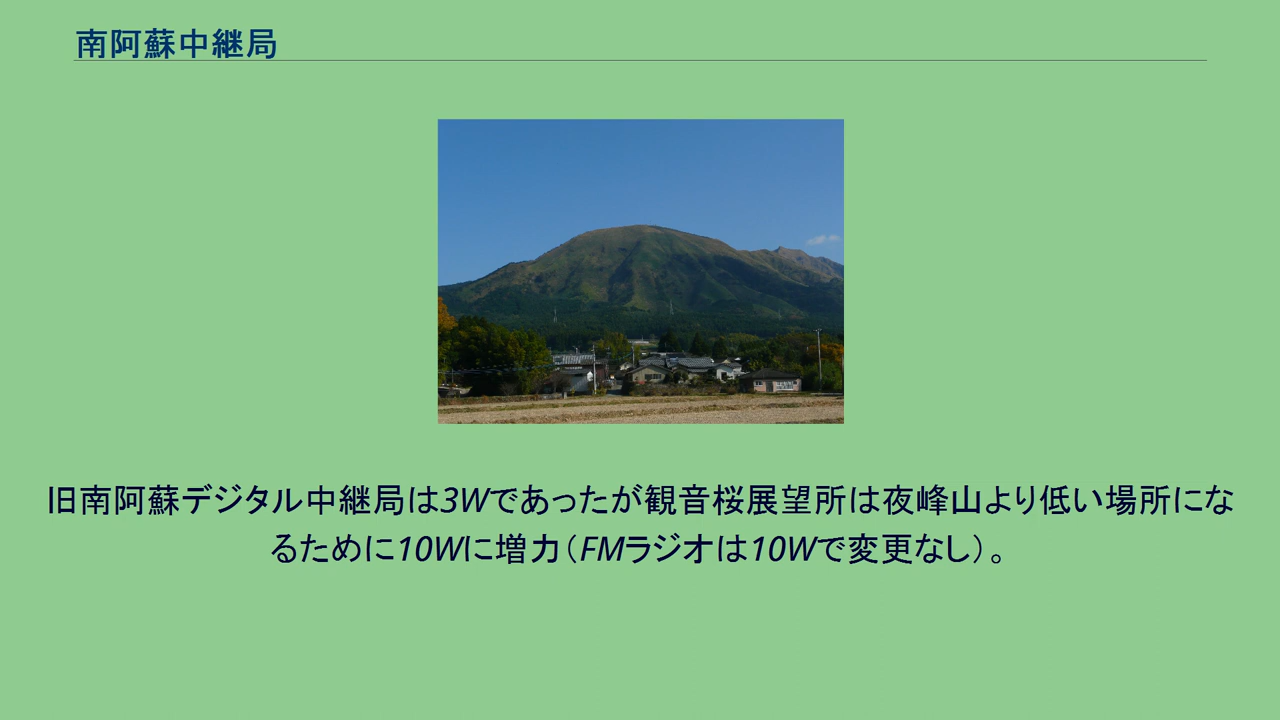 南阿蘇中継局
旧南阿蘇デジタル中継局は3Wであったが観音桜展望所は夜峰山より低い場所にな
るために10Wに増力（FMラジオは10Wで変更なし）。